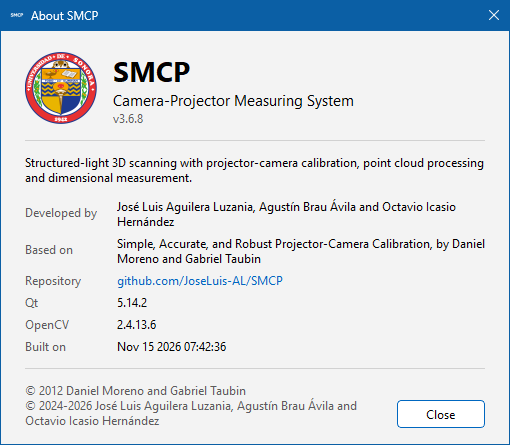 SMCP About SMCP
UNIVERSIDAD DE SONORA
1942
SMCP
Camera-Projector Measuring System
v3.6.8
Structured-light 3D scanning with projector-camera calibration, point cloud processing
and dimensional measurement.
Developed by José Luis Aguilera Luzania, Agustín Brau Ávila and Octavio Icasio
Hernández
Based on Simple, Accurate, and Robust Projector-Camera Calibration, by Daniel
Moreno and Gabriel Taubin
Repository github.com/JoseLuis-AL/SMCP
Qt 5.14.2
OpenCV 2.4.13.6
Built on Nov 15 2026 07:42:36
© 2012 Daniel Moreno and Gabriel Taubin
© 2024-2026 José Luis Aguilera Luzania, Agustín Brau Ávila and
Octavio Icasio Hernández
Close